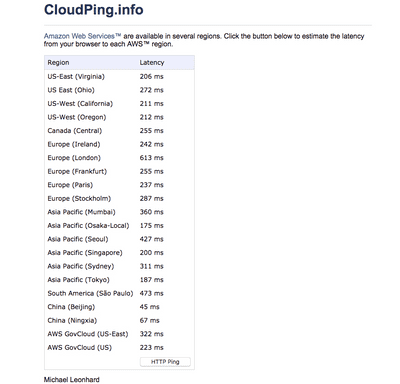 CloudPing.info
Amazon Web Services™ are available in several regions. Click the button below to estimate the latency
from your browser to each AWS™ region.
Region Latency
US-East (Virginia) 206 ms
US East (Ohio) 272 ms
US-West (California) 211 ms
US-West (Oregon) 212 ms
Canada (Central) 255 ms
Europe (Ireland) 242 ms
Europe (London) 613 ms
Europe (Frankfurt) 255 ms
Europe (Paris) 237 ms
Europe (Stockholm) 287 ms
Asia Pacific (Mumbai) 360 ms
Asia Pacific (Osaka-Local) 175 ms
Asia Pacific (Seoul) 427 ms
Asia Pacific (Singapore) 200 ms
Asia Pacific (Sydney) 311 ms
Asia Pacific (Tokyo) 187 ms
South America (São Paulo) 473 ms
China (Beijing) 45 ms
China (Ningxia) 67 ms
AWS GovCloud (US-East) 322 ms
AWS GovCloud (US) 223 ms
HTTP Ping
Michael Leonhard